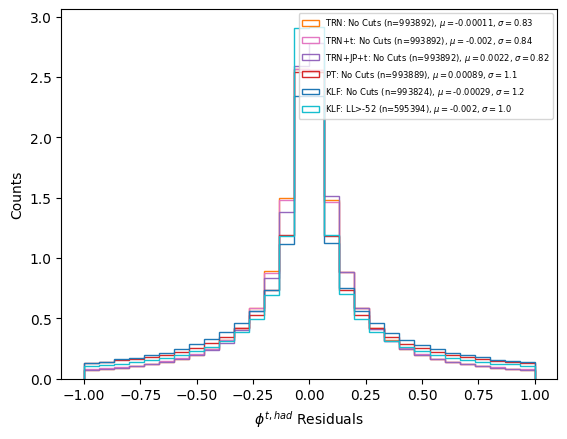 3.0
2.5
2.0
1.5
1.0
0.5
0.0
Counts
TRN: No Cuts (n=993892), μ=-0.00011, σ=0.83
TRN+t: No Cuts (n=993892), μ=-0.002, σ=0.84
TRN+JP+t: No Cuts (n=993892), μ=0.0022, σ=0.82
PT: No Cuts (n=993889), μ=0.00089, σ=1.1
KLF: No Cuts (n=993824), μ=-0.00029, σ=1.2
KLF: LL>-52 (n=595394), μ=-0.002, σ=1.0
−1.00 −0.75 −0.50 −0.25 0.00 0.25 0.50 0.75 1.00
ϕ^{t, had} Residuals